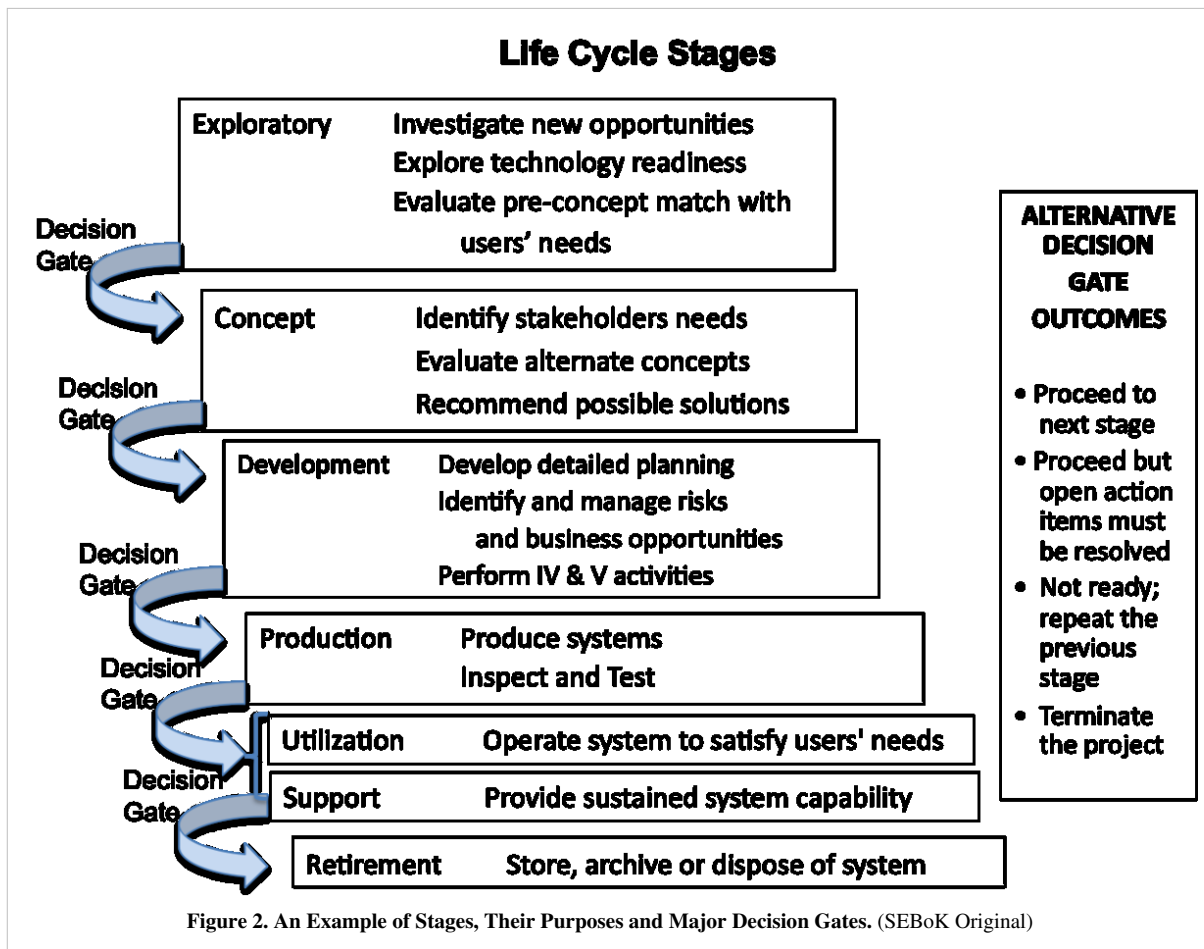 Life Cycle Stages
Exploratory Investigate new opportunities
Explore technology readiness
Evaluate pre-concept match with
users’ needs
Decision
Gate
Concept Identify stakeholders needs
Evaluate alternate concepts
Recommend possible solutions
Decision
Gate
Development Develop detailed planning
Identify and manage risks
and business opportunities
Perform IV & V activities
Decision
Gate
Production Produce systems
Inspect and Test
Decision
Gate
Utilization Operate system to satisfy users' needs
Support Provide sustained system capability
Decision
Gate
Retirement Store, archive or dispose of system
ALTERNATIVE
DECISION
GATE
OUTCOMES
• Proceed to
next stage
• Proceed but
open action
items must
be resolved
• Not ready;
repeat the
previous
stage
• Terminate
the project
Figure 2. An Example of Stages, Their Purposes and Major Decision Gates. (SEBoK Original)